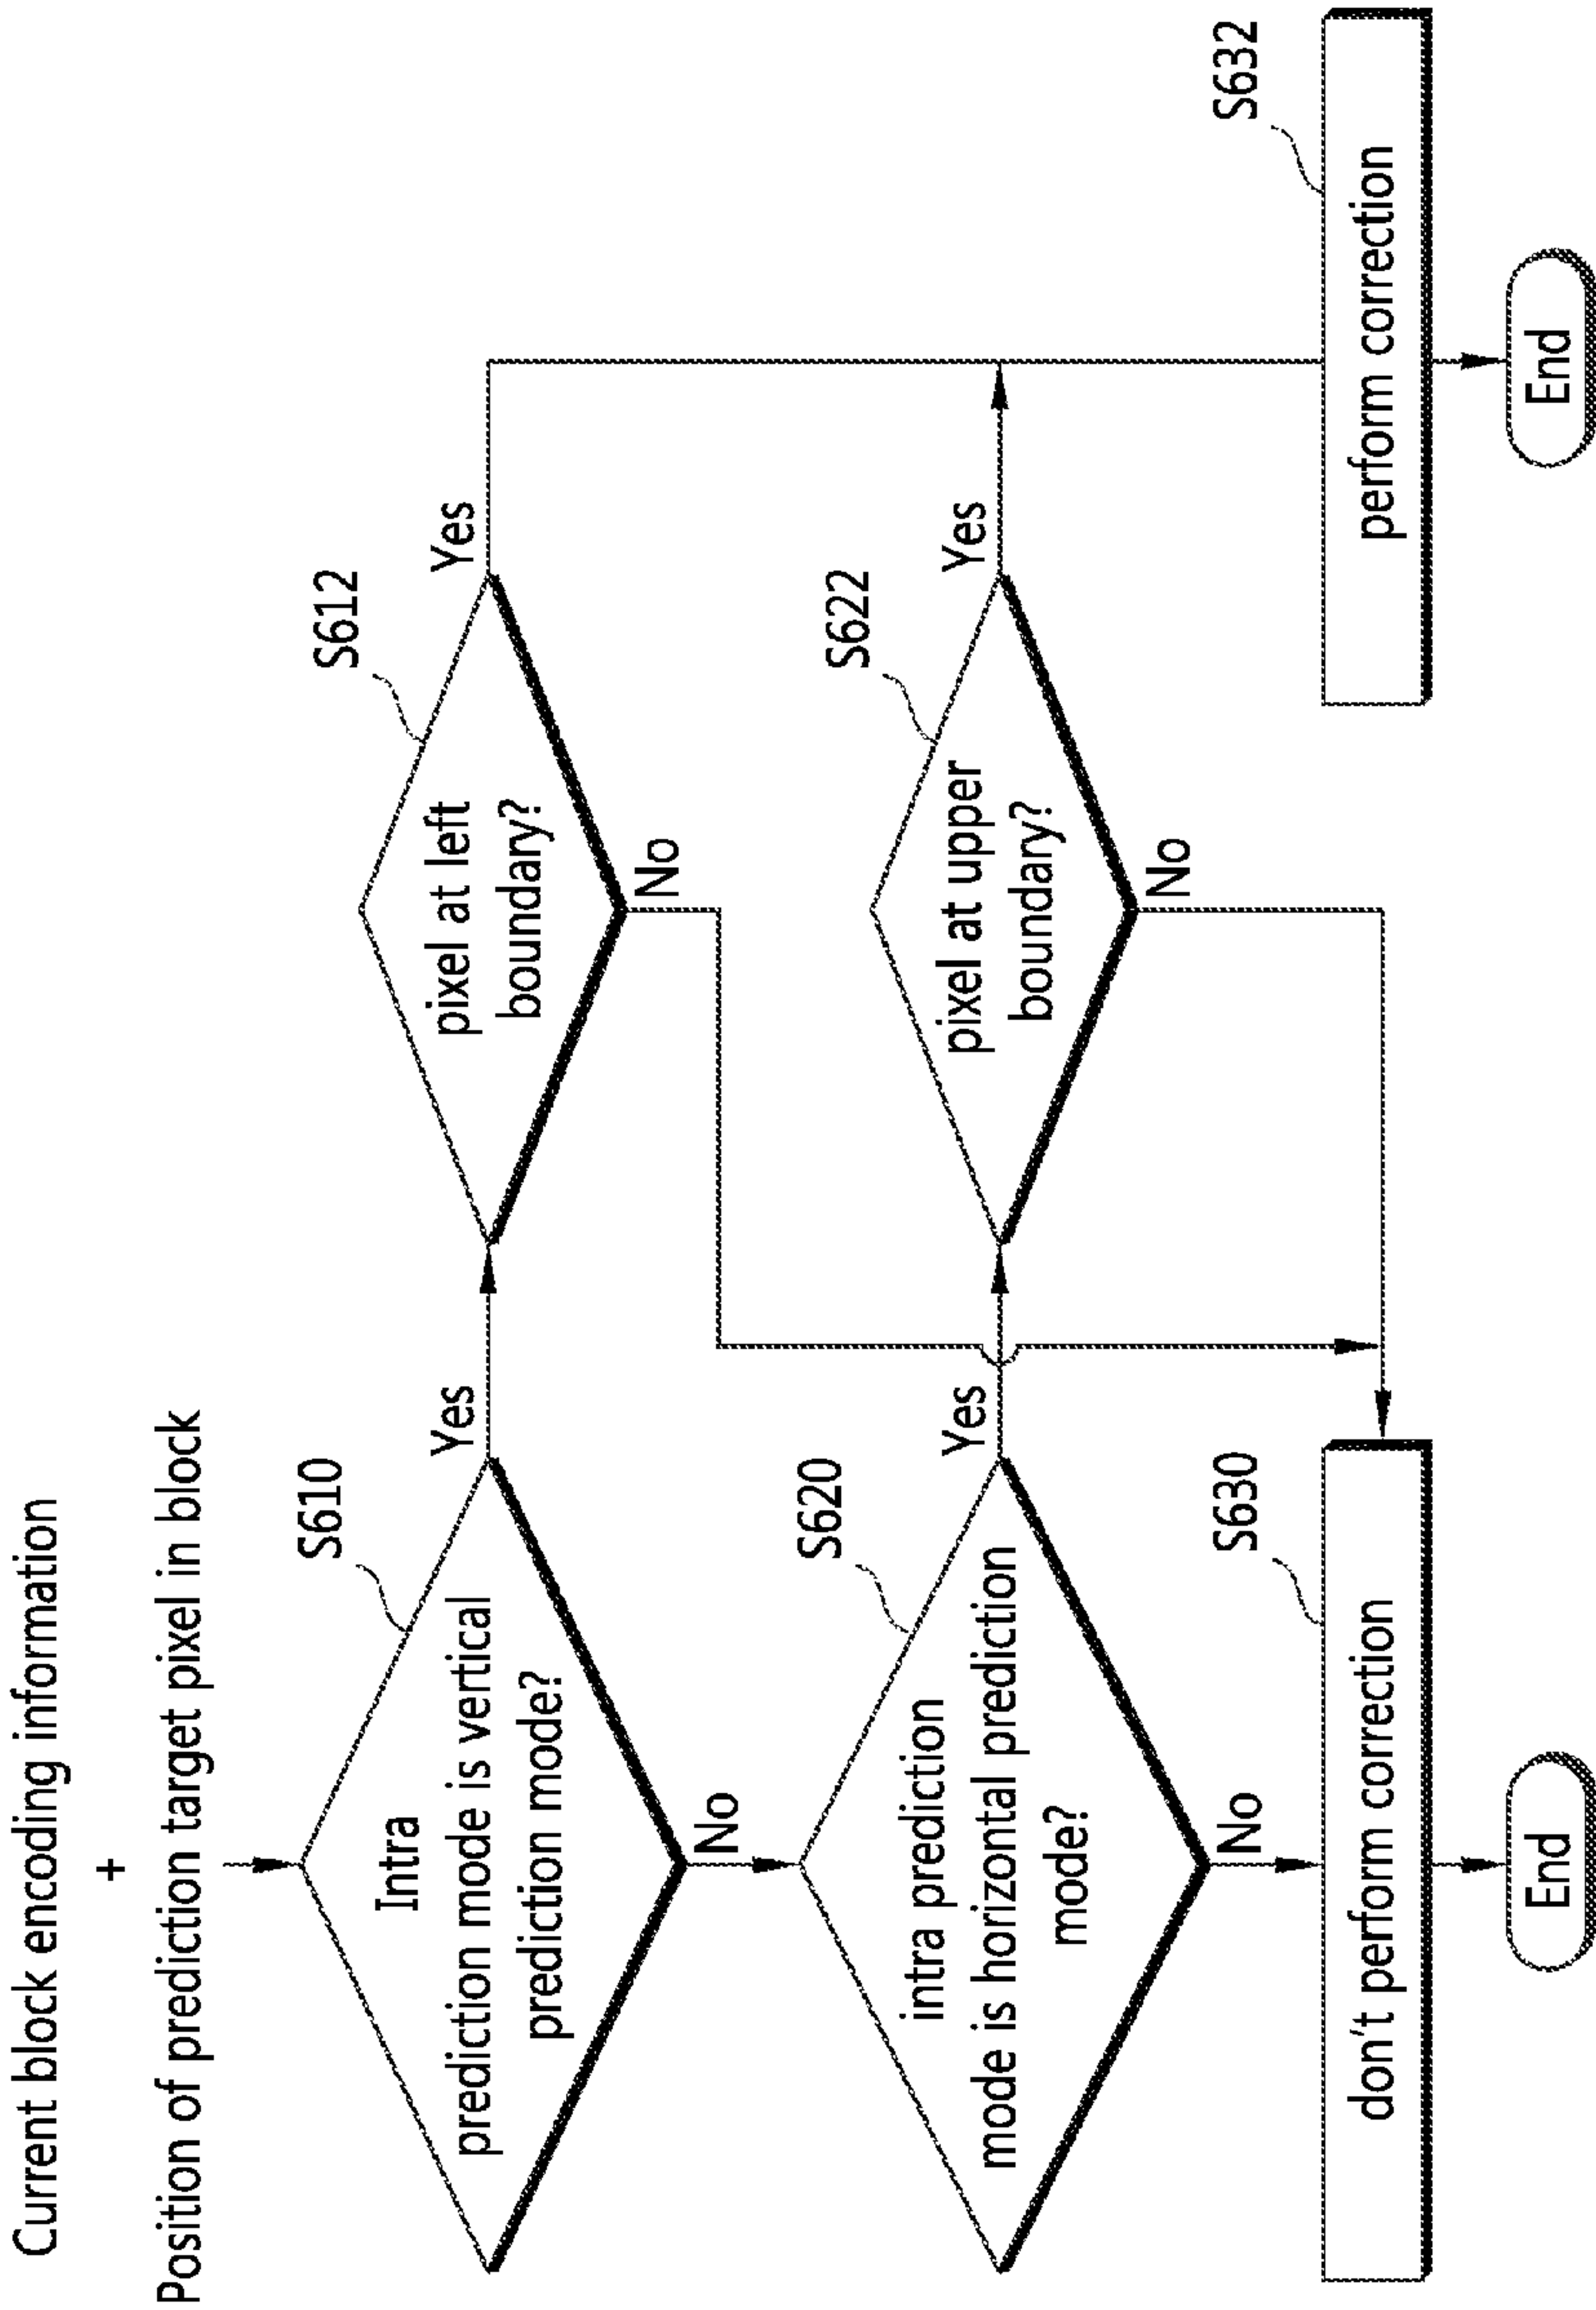 Current block encoding information
+
Position of prediction target pixel in block
S610
Intra
prediction mode is vertical
prediction mode?
Yes
No
S612
pixel at left
boundary?
Yes
No
S620
intra prediction
mode is horizontal prediction
mode?
Yes
No
S622
pixel at upper
boundary?
Yes
No
S630
don't perform correction
S632
perform correction
End
End